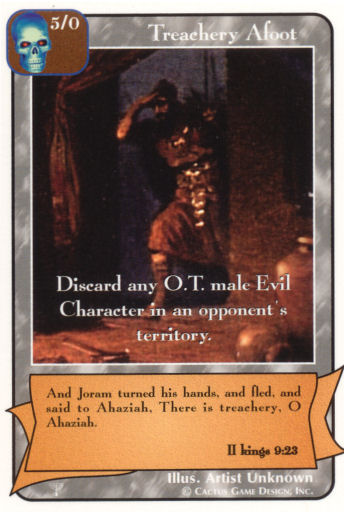 5/0
Treachery Afoot
Discard any O.T. male Evil
Character in an opponent's
territory.
And Joram turned his hands, and fled, and
said to Ahaziah, There is treachery, O
Ahaziah.
II kings 9:23
Illus. Artist Unknown
© Cactus Game Design, Inc.